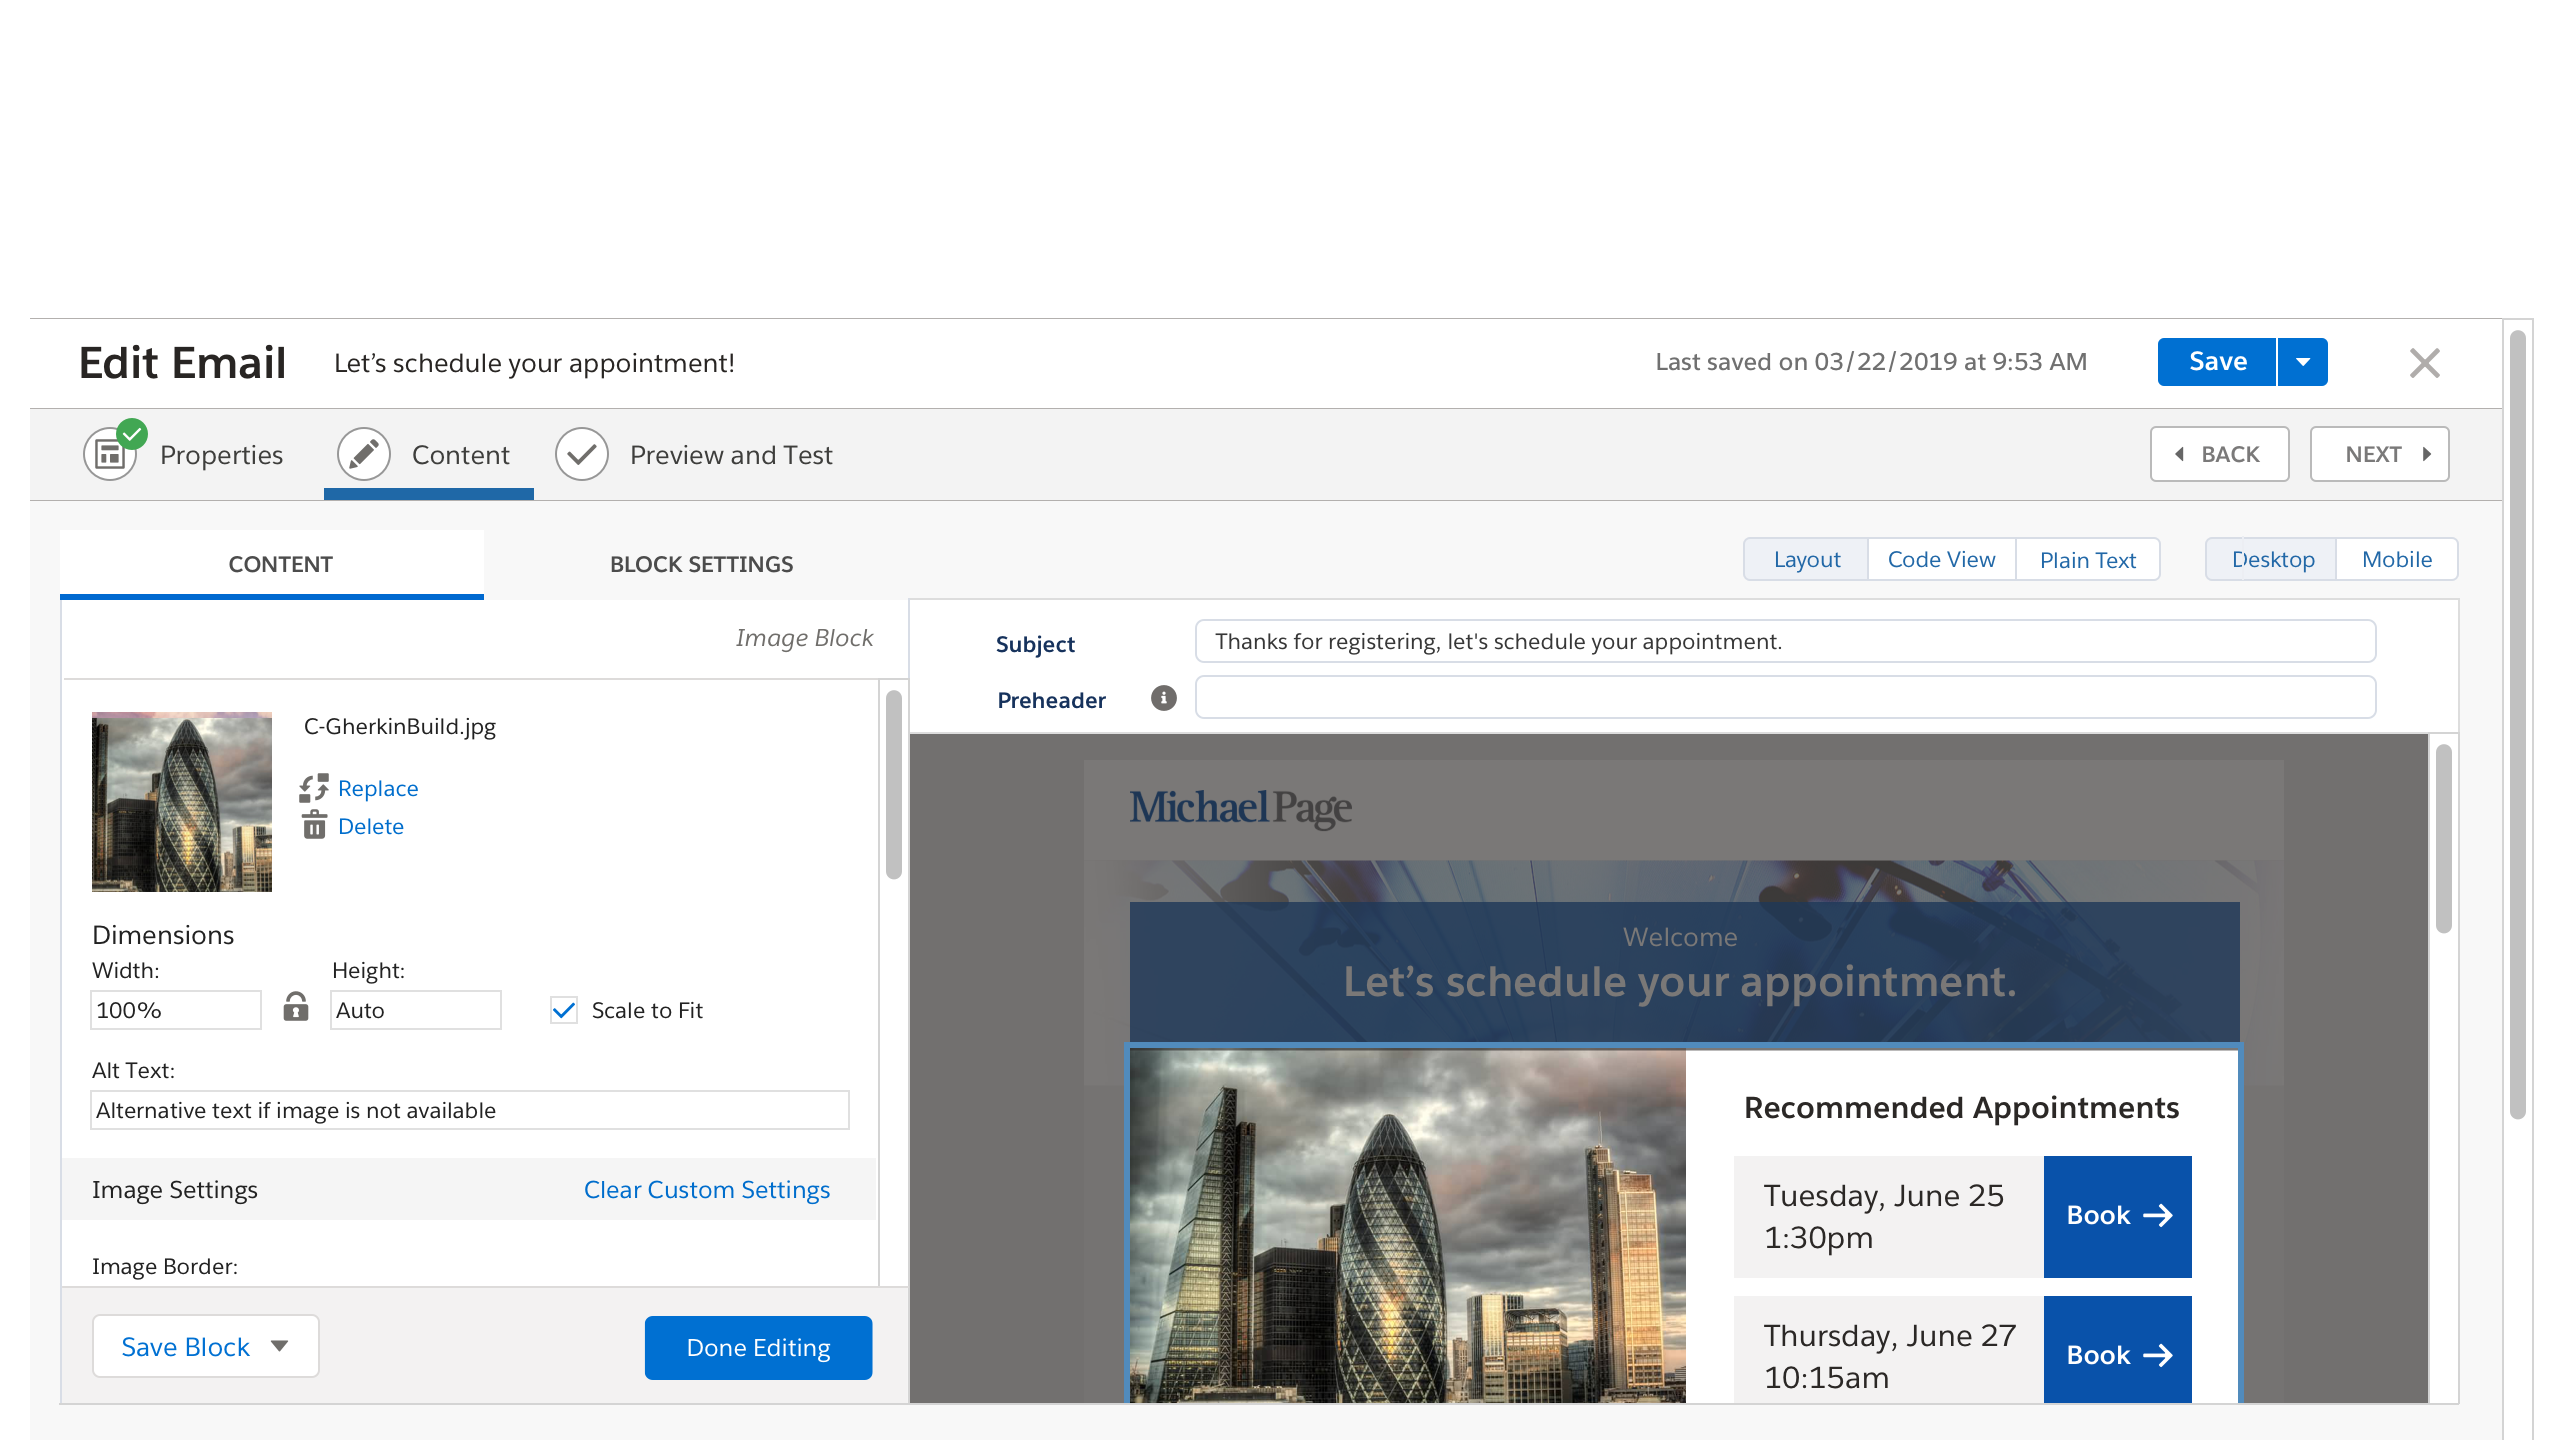 Edit Email
Let’s schedule your appointment!
Last saved on 03/22/2019 at 9:53 AM
Save
Properties
Content
Preview and Test
BACK
NEXT
CONTENT
BLOCK SETTINGS
Layout
Code View
Plain Text
Desktop
Mobile
Image Block
Subject
Thanks for registering, let's schedule your appointment.
Preheader
C-GherkinBuild.jpg
Replace
Delete
Dimensions
Width:
Height:
100%
Auto
Scale to Fit
Alt Text:
Alternative text if image is not available
Image Settings
Clear Custom Settings
Image Border:
Save Block
Done Editing
MichaelPage
Welcome
Let’s schedule your appointment.
Recommended Appointments
Tuesday, June 25
1:30pm
Book
Thursday, June 27
10:15am
Book